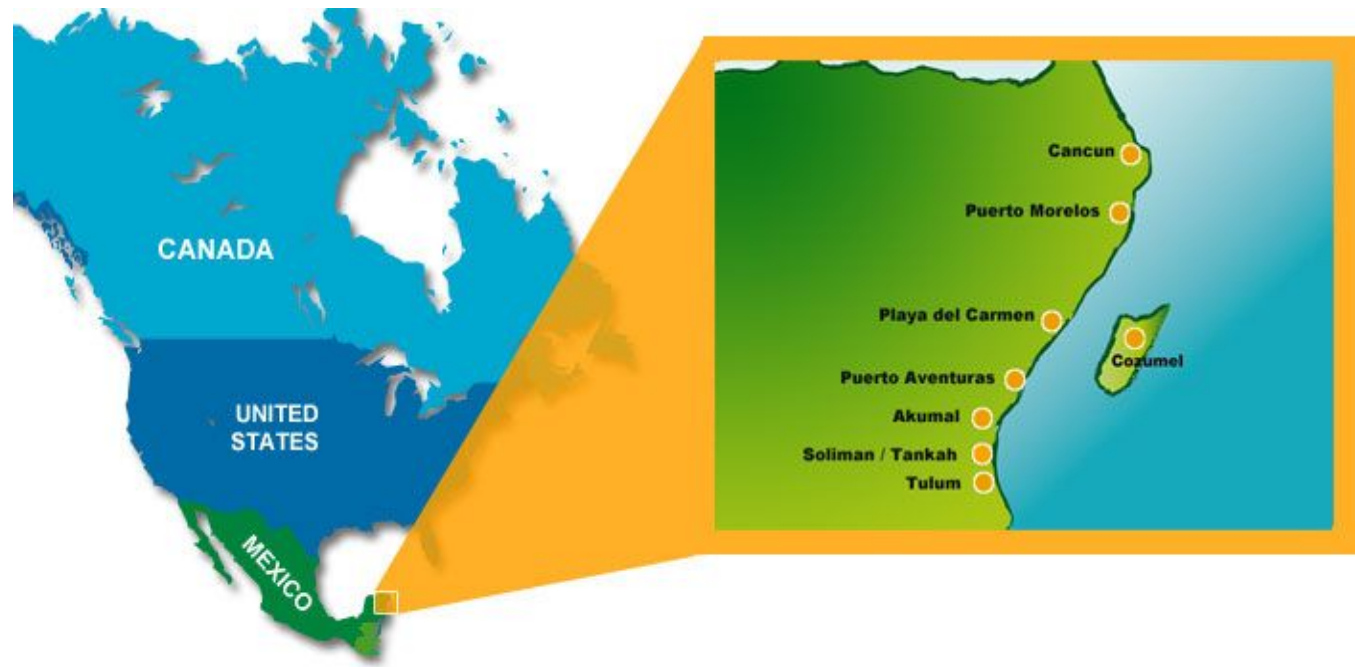 CANADA
UNITED
STATES
MEXICO
Cancun
Puerto Morelos
Playa del Carmen
Cozumel
Puerto Aventuras
Akumal
Soliman / Tankah
Tulum